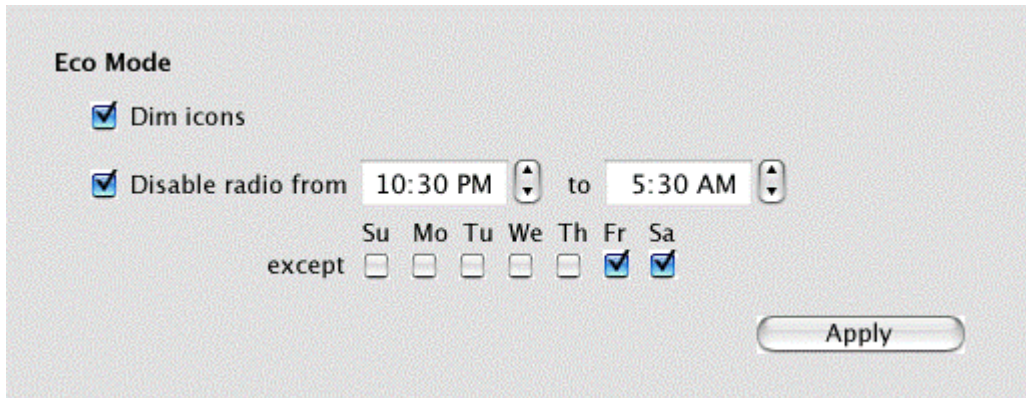 Eco Mode
Dim icons
Disable radio from 10:30 PM to 5:30 AM
Su Mo Tu We Th Fr Sa
except
Apply